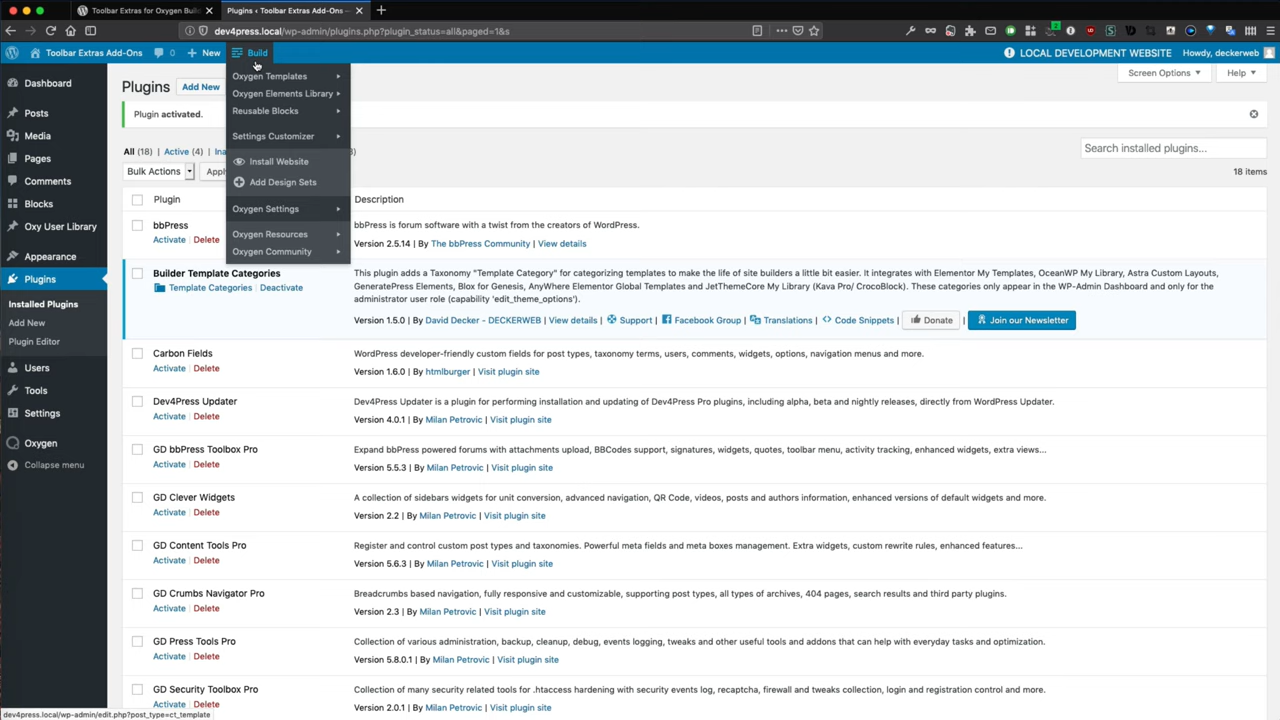 Toolbar Extras for Oxygen Buil
Plugins ‹ Toolbar Extras Add-Ons —
dev4press.local/wp-admin/plugins.php?plugin_status=all&paged=1&s
2
Toolbar Extras Add-Ons
0
New
Build
LOCAL DEVELOPMENT WEBSITE
Howdy, deckerweb
Dashboard
Posts
Media
Pages
Comments
Blocks
Oxy User Library
Appearance
Plugins
Installed Plugins
Add New
Plugin Editor
Users
Tools
Settings
Oxygen
Collapse menu
Oxygen Templates
Oxygen Elements Library
Reusable Blocks
Settings Customizer
Install Website
Add Design Sets
Oxygen Settings
Oxygen Resources
Oxygen Community
Screen Options
Help
Plugins
Add New
Plugin activated.
All (18) | Active (4) | Ina
Search installed plugins...
Bulk Actions
Appl
18 items
Plugin
Description
bbPress
bbPress is forum software with a twist from the creators of WordPress.
Activate | Delete
Version 2.5.14 | By The bbPress Community | View details
Builder Template Categories
This plugin adds a Taxonomy "Template Category" for categorizing templates to make the life of site builders a little bit easier. It integrates with Elementor My Templates, OceanWP My Library, Astra Custom Layouts,
GeneratePress Elements, Blox for Genesis, AnyWhere Elementor Global Templates and JetThemeCore My Library (Kava Pro/ CrocoBlock). These categories only appear in the WP-Admin Dashboard and only for the
administrator user role (capability 'edit_theme_options').
Template Categories | Deactivate
Version 1.5.0 | By David Decker - DECKERWEB | View details | Support | Facebook Group | Translations | Code Snippets | Donate | Join our Newsletter
Carbon Fields
WordPress developer-friendly custom fields for post types, taxonomy terms, users, comments, widgets, options, navigation menus and more.
Activate | Delete
Version 1.6.0 | By htmlburger | Visit plugin site
Dev4Press Updater
Dev4Press Updater is a plugin for performing installation and updating of Dev4Press Pro plugins, including alpha, beta and nightly releases, directly from WordPress Updater.
Activate | Delete
Version 4.0.1 | By Milan Petrovic | Visit plugin site
GD bbPress Toolbox Pro
Expand bbPress powered forums with attachments upload, BBCodes support, signatures, widgets, quotes, toolbar menu, activity tracking, enhanced widgets, extra views...
Activate | Delete
Version 5.5.3 | By Milan Petrovic | Visit plugin site
GD Clever Widgets
A collection of sidebars widgets for unit conversion, advanced navigation, QR Code, videos, posts and authors information, enhanced versions of default widgets and more.
Activate | Delete
Version 2.2 | By Milan Petrovic | Visit plugin site
GD Content Tools Pro
Register and control custom post types and taxonomies. Powerful meta fields and meta boxes management. Extra widgets, custom rewrite rules, enhanced features...
Activate | Delete
Version 5.6.3 | By Milan Petrovic | Visit plugin site
GD Crumbs Navigator Pro
Breadcrumbs based navigation, fully responsive and customizable, supporting post types, all types of archives, 404 pages, search results and third party plugins.
Activate | Delete
Version 2.3 | By Milan Petrovic | Visit plugin site
GD Press Tools Pro
Collection of various administration, backup, cleanup, debug, events logging, tweaks and other useful tools and addons that can help with everyday tasks and optimization.
Activate | Delete
Version 5.8.0.1 | By Milan Petrovic | Visit plugin site
GD Security Toolbox Pro
Collection of many security related tools for .htaccess hardening with security events log, recaptcha, firewall and tweaks collection, login and registration control and more.
Activate | Delete
Version 2.0.1 | By Milan Petrovic | Visit plugin site
dev4press.local/wp-admin/edit.php?post_type=ct_template